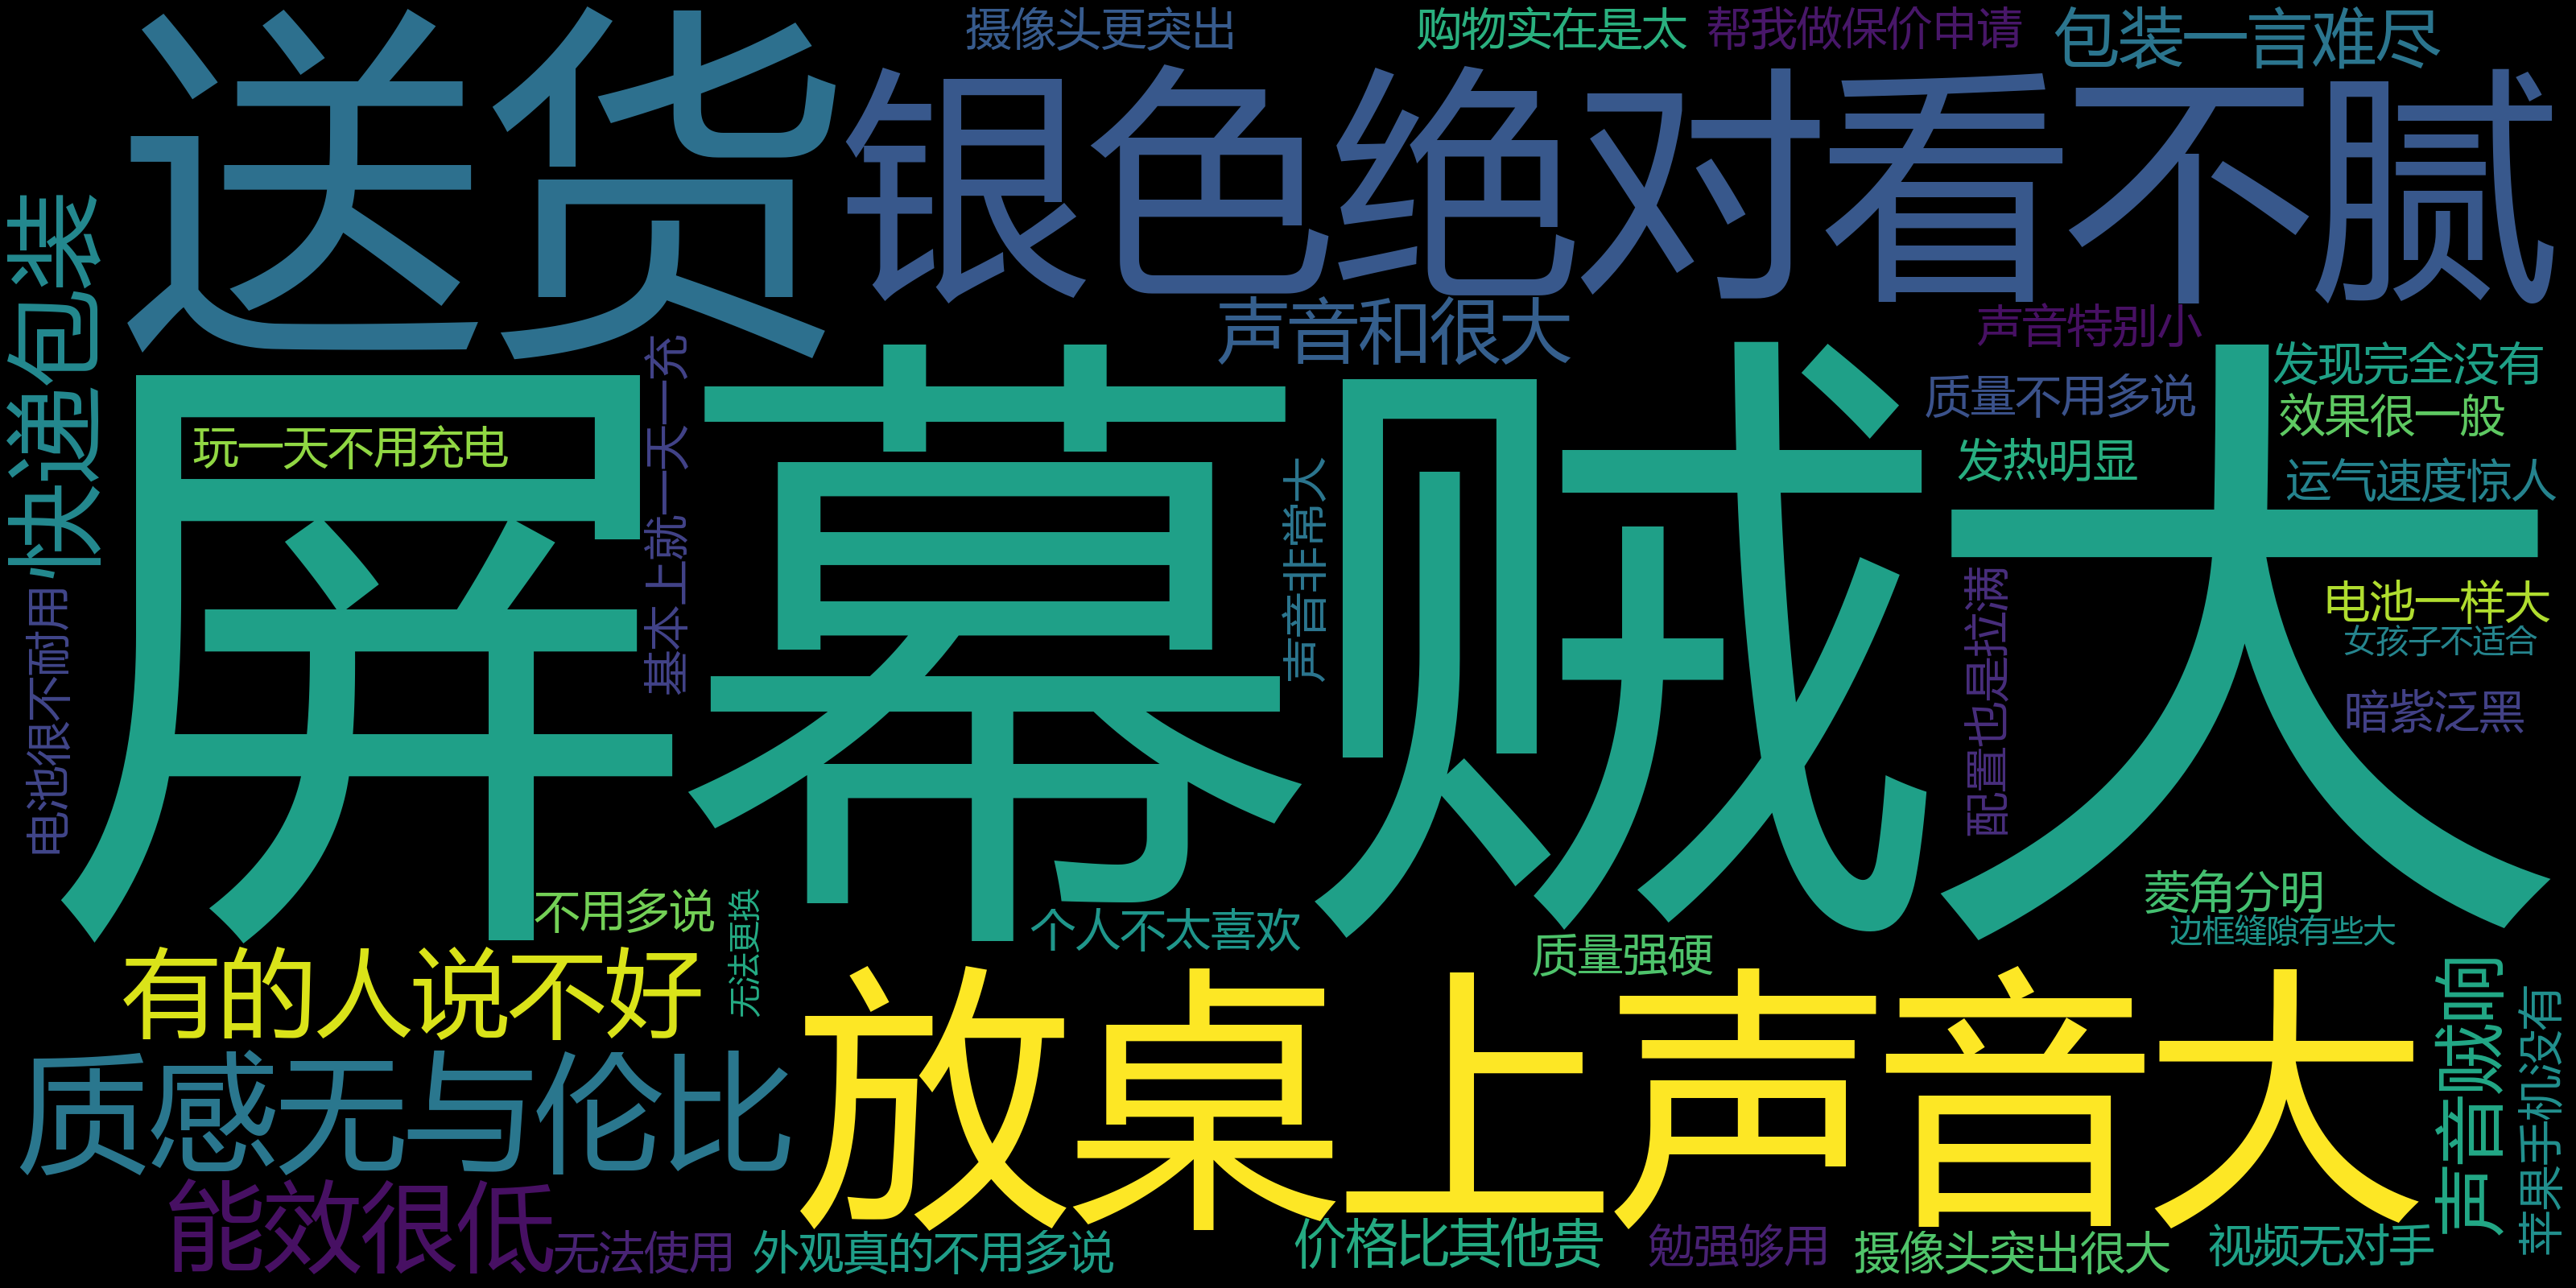 送货
摄像头更突出
购物实在是太
帮我做保价申请
包装一言难尽
银色绝对看不腻
快递包装
声音和很大
声音特别小
屏幕贼大
玩一天不用充电
基本上就一天一充
声音非常大
质量不用多说
发现完全没有
效果很一般
发热明显
运气速度惊人
电池很不耐用
配置也是拉满
电池一样大
女孩子不适合
暗紫泛黑
不用多说
无法更换
个人不太喜欢
质量强硬
菱角分明
边框缝隙有些大
有的人说不好
放桌上声音大
声音贼响
苹果手机没有
质感无与伦比
能效很低
无法使用
外观真的不用多说
价格比其他贵
勉强够用
摄像头突出很大
视频无对手